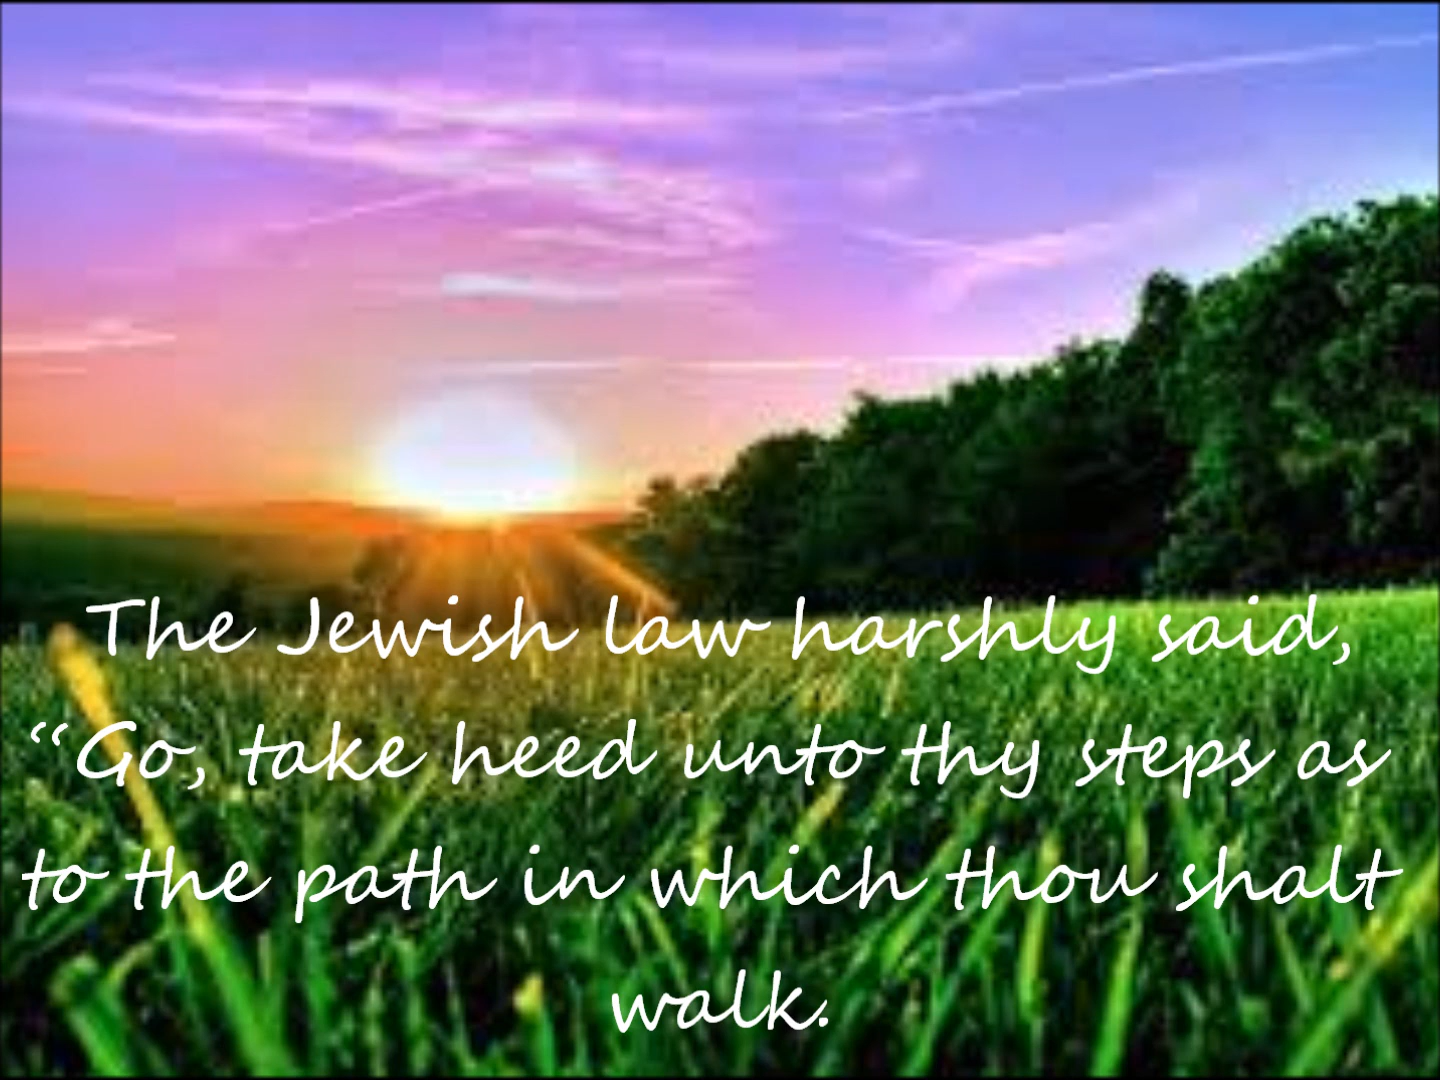 The Jewish law harshly said,
“Go, take heed unto thy steps as
to the path in which thou shalt
walk.